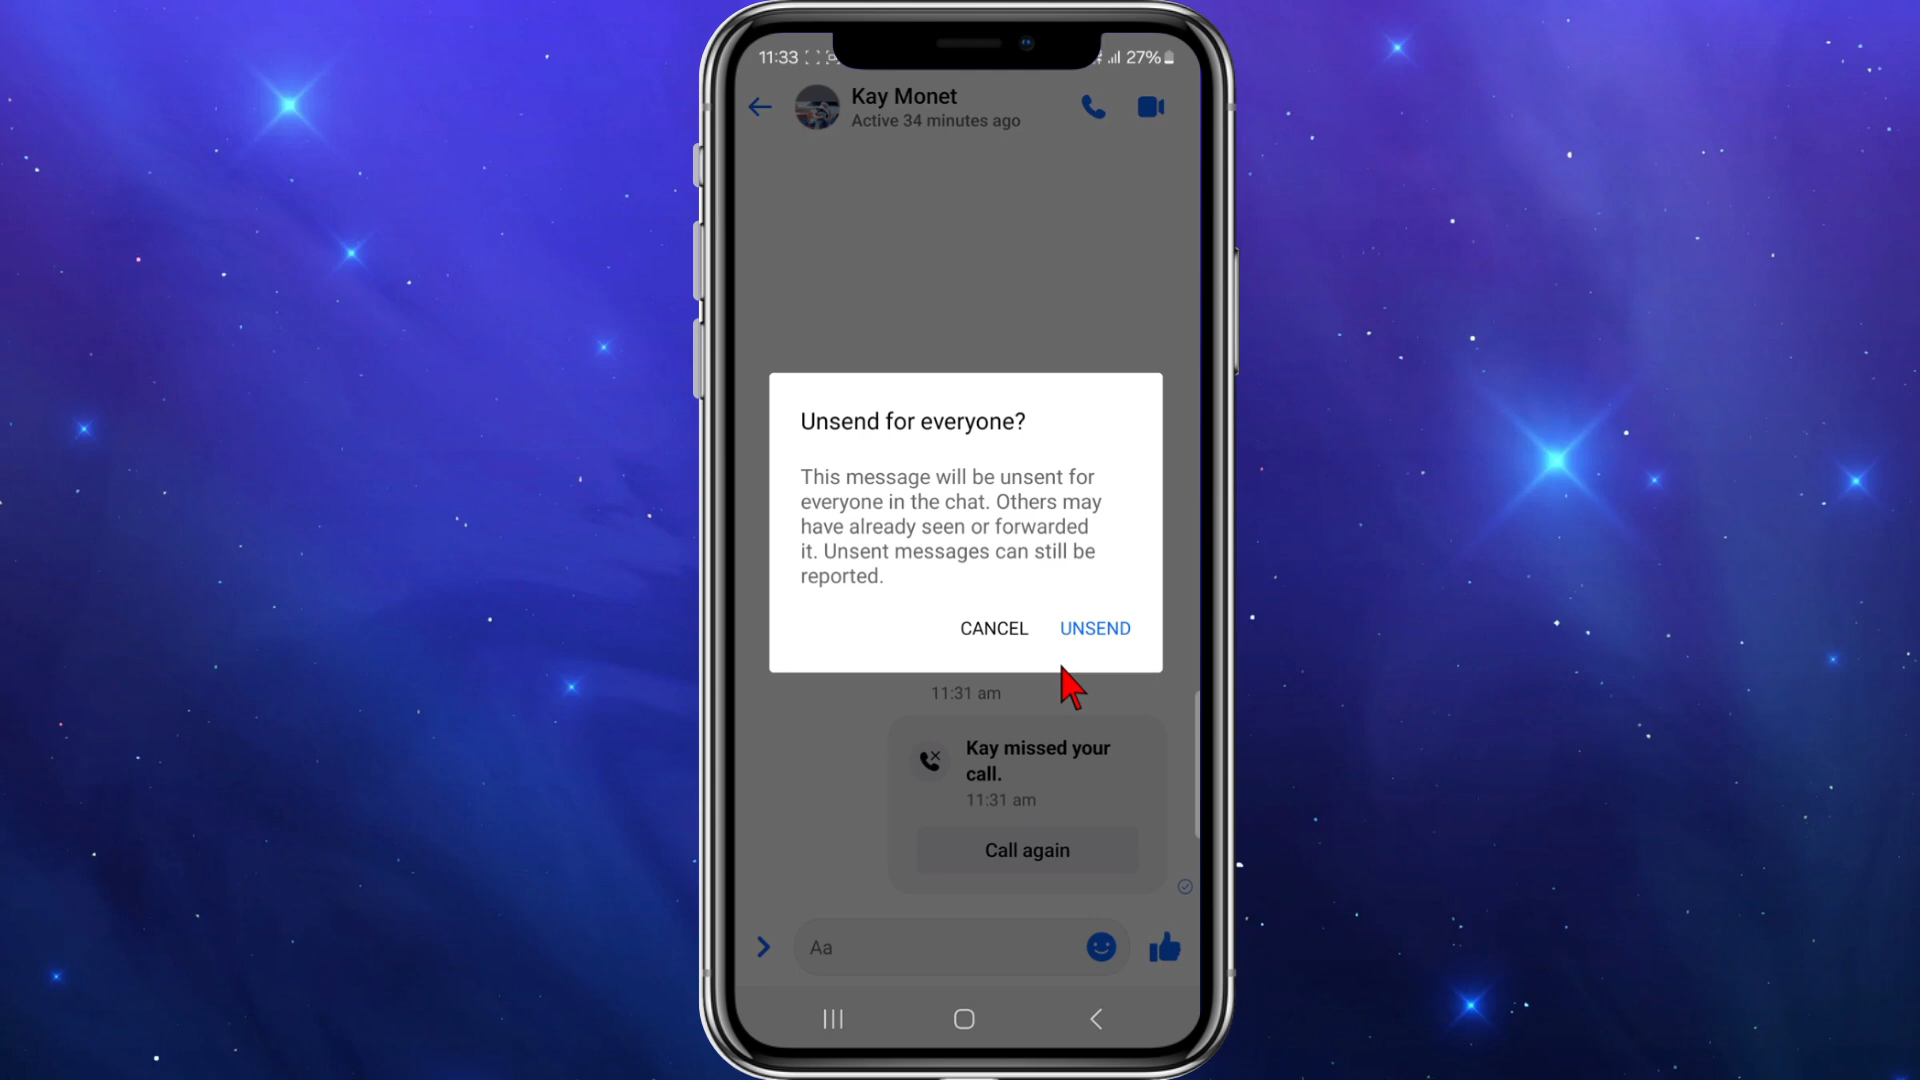 11:33 27%
Kay Monet
Active 34 minutes ago
Unsend for everyone?
This message will be unsent for
everyone in the chat. Others may
have already seen or forwarded
it. Unsent messages can still be
reported.
CANCEL UNSEND
11:31 am
Kay missed your
call.
11:31 am
Call again
Aa